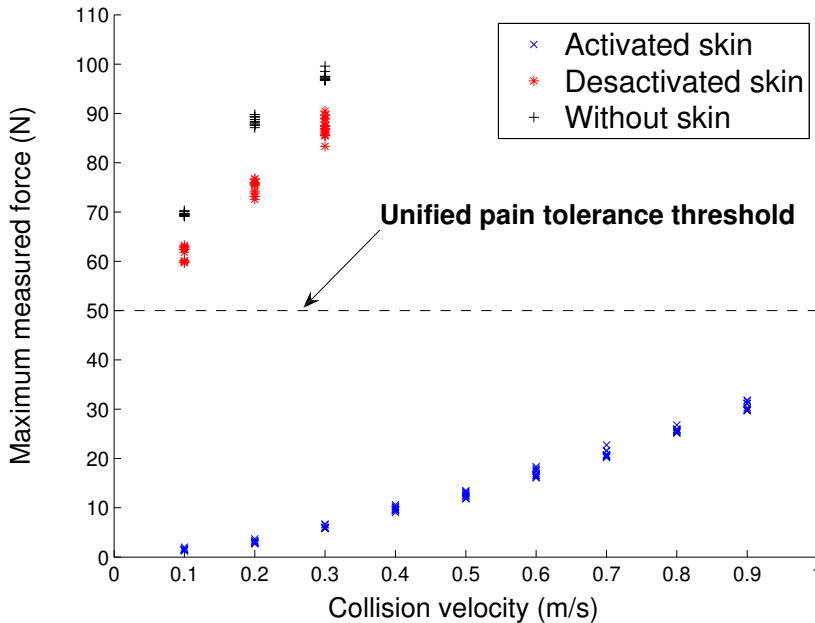 110
100
90
80
70
60
50
40
30
20
10
0
Maximum measured force (N)
Activated skin
Desactivated skin
Without skin
Unified pain tolerance threshold
0 0.1 0.2 0.3 0.4 0.5 0.6 0.7 0.8 0.9 1
Collision velocity (m/s)